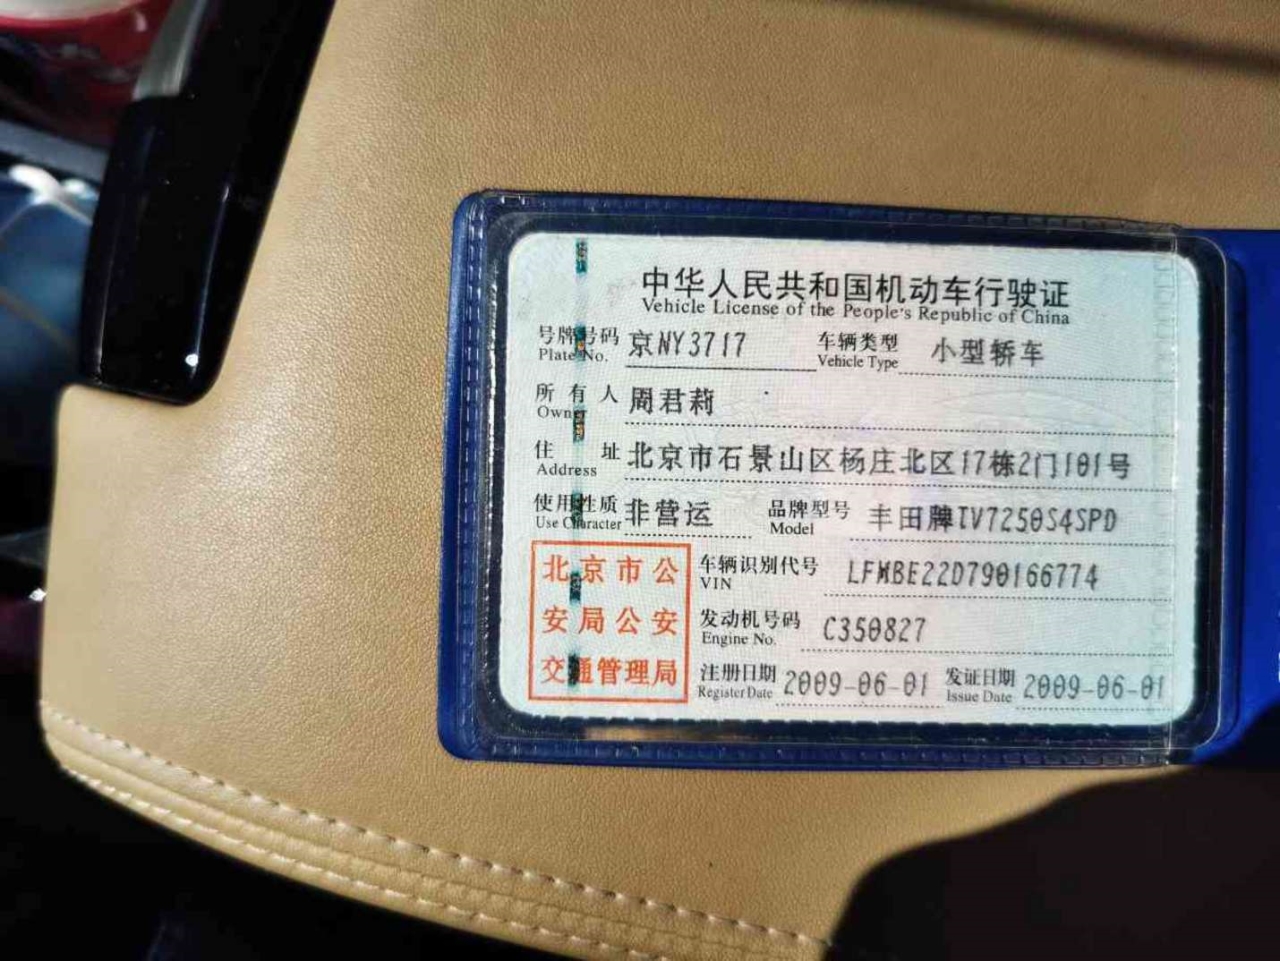 中华人民共和国机动车行驶证
Vehicle License of the People's Republic of China
号牌号码 京NY3717 车辆类型 小型轿车
Plate No. Vehicle Type
所有人 周君莉
Owner
住址 北京市石景山区杨庄北区17栋2门101号
Address
使用性质 非营运 品牌型号 丰田牌TV7250S4SPD
Use Character Model
北京市公
安局公安
交通管理局
车辆识别代号 LFMBE22D790166774
VIN
发动机号码 C350827
Engine No.
注册日期 2009-06-01 发证日期 2009-06-01
Register Date Issue Date